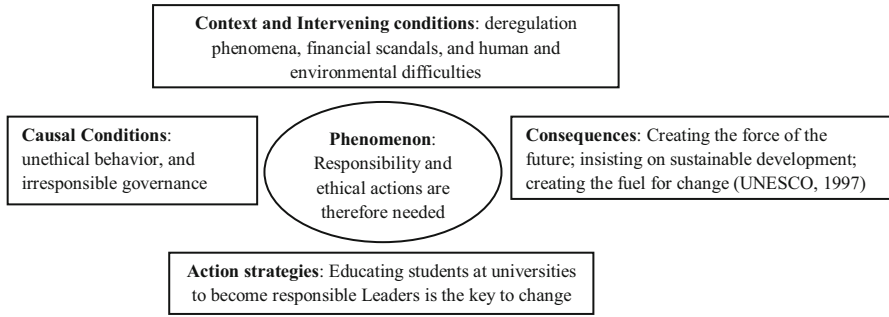 Context and Intervening conditions: deregulation
phenomena, financial scandals, and human and
environmental difficulties
Causal Conditions:
unethical behavior, and
irresponsible governance
Phenomenon:
Responsibility and
ethical actions are
therefore needed
Consequences: Creating the force of the
future; insisting on sustainable development;
creating the fuel for change (UNESCO, 1997)
Action strategies: Educating students at universities
to become responsible Leaders is the key to change